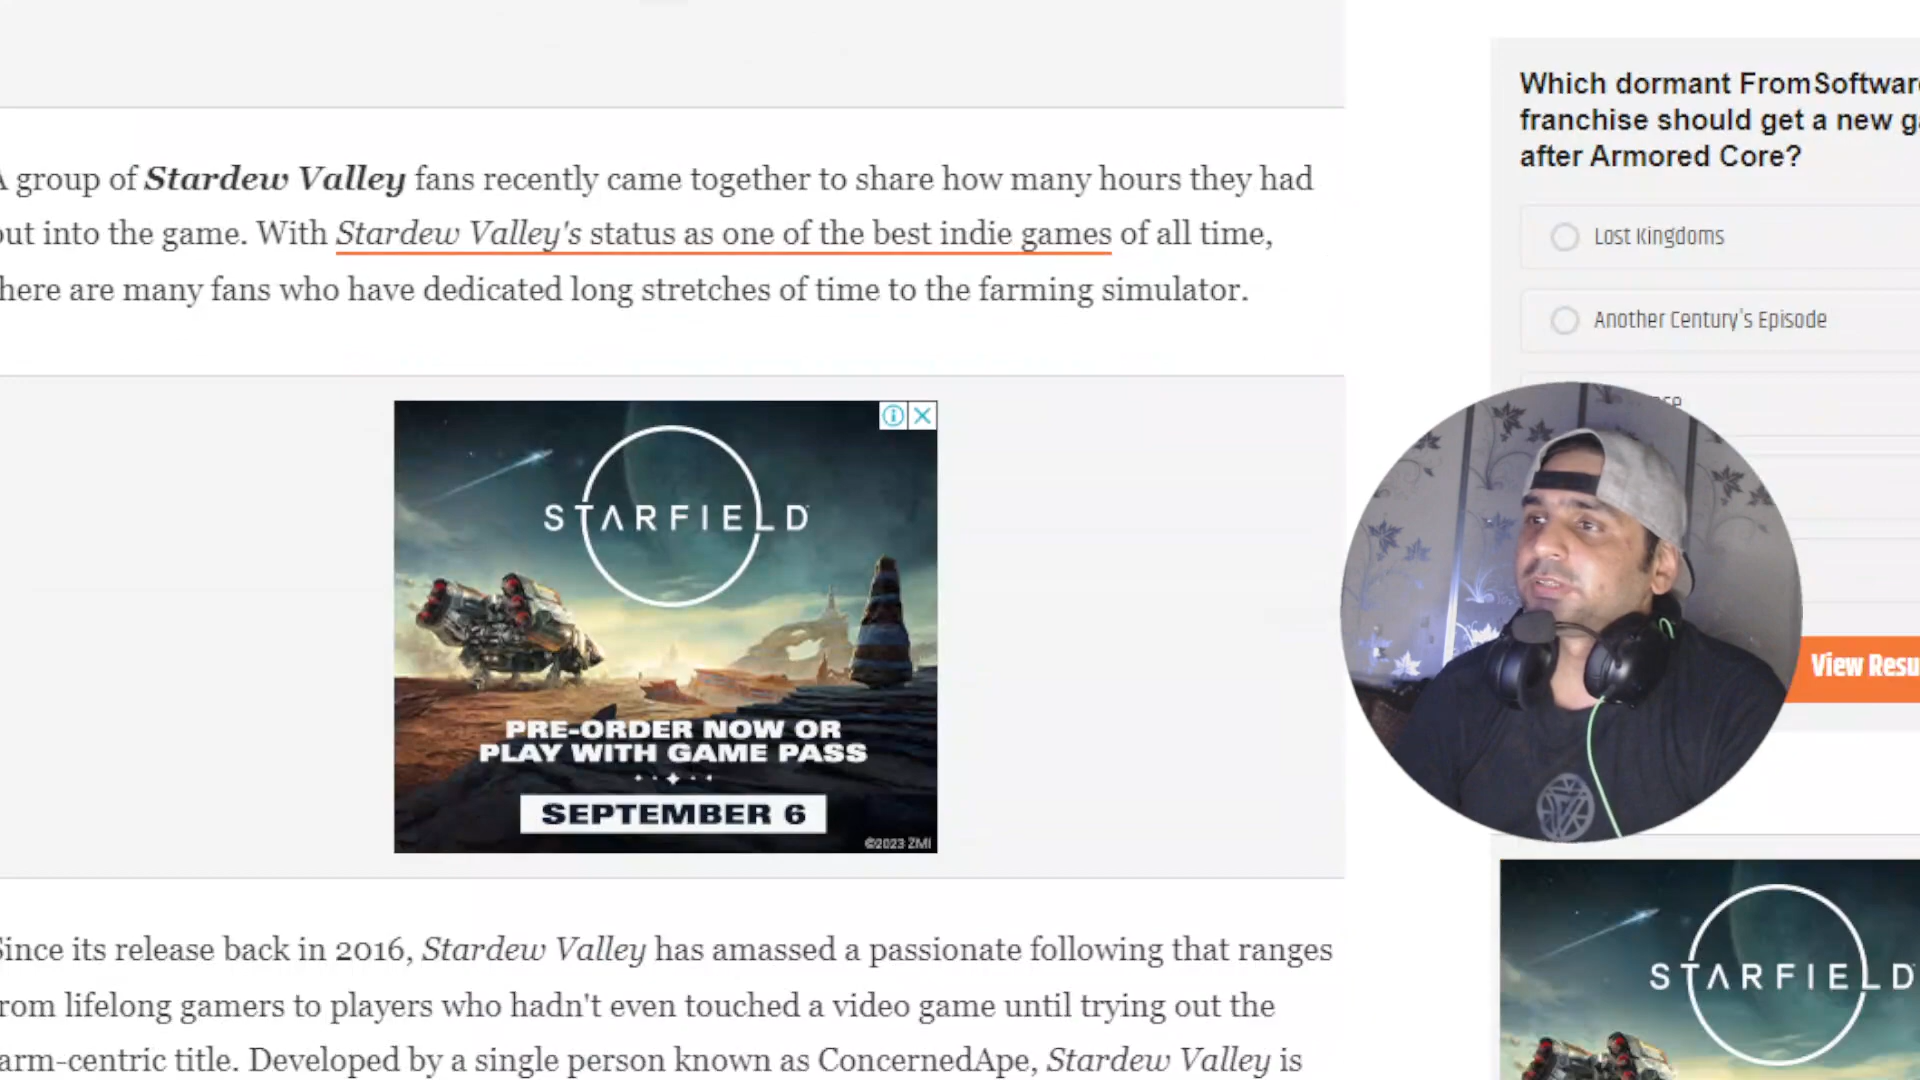 group of Stardew Valley fans recently came together to share how many hours they had
into the game. With Stardew Valley's status as one of the best indie games of all time,
are many fans who have dedicated long stretches of time to the farming simulator.
STARFIELD
PRE-ORDER NOW OR
PLAY WITH GAME PASS
SEPTEMBER 6
©2023 ZMI
Since its release back in 2016, Stardew Valley has amassed a passionate following that ranges
lifelong gamers to players who hadn't even touched a video game until trying out the
title. Developed by a single person known as ConcernedApe, Stardew Valley is
Which dormant FromSoftware
franchise should get a new
after Armored Core?
Lost Kingdoms
Another Century's Episode
View
STARFIELD